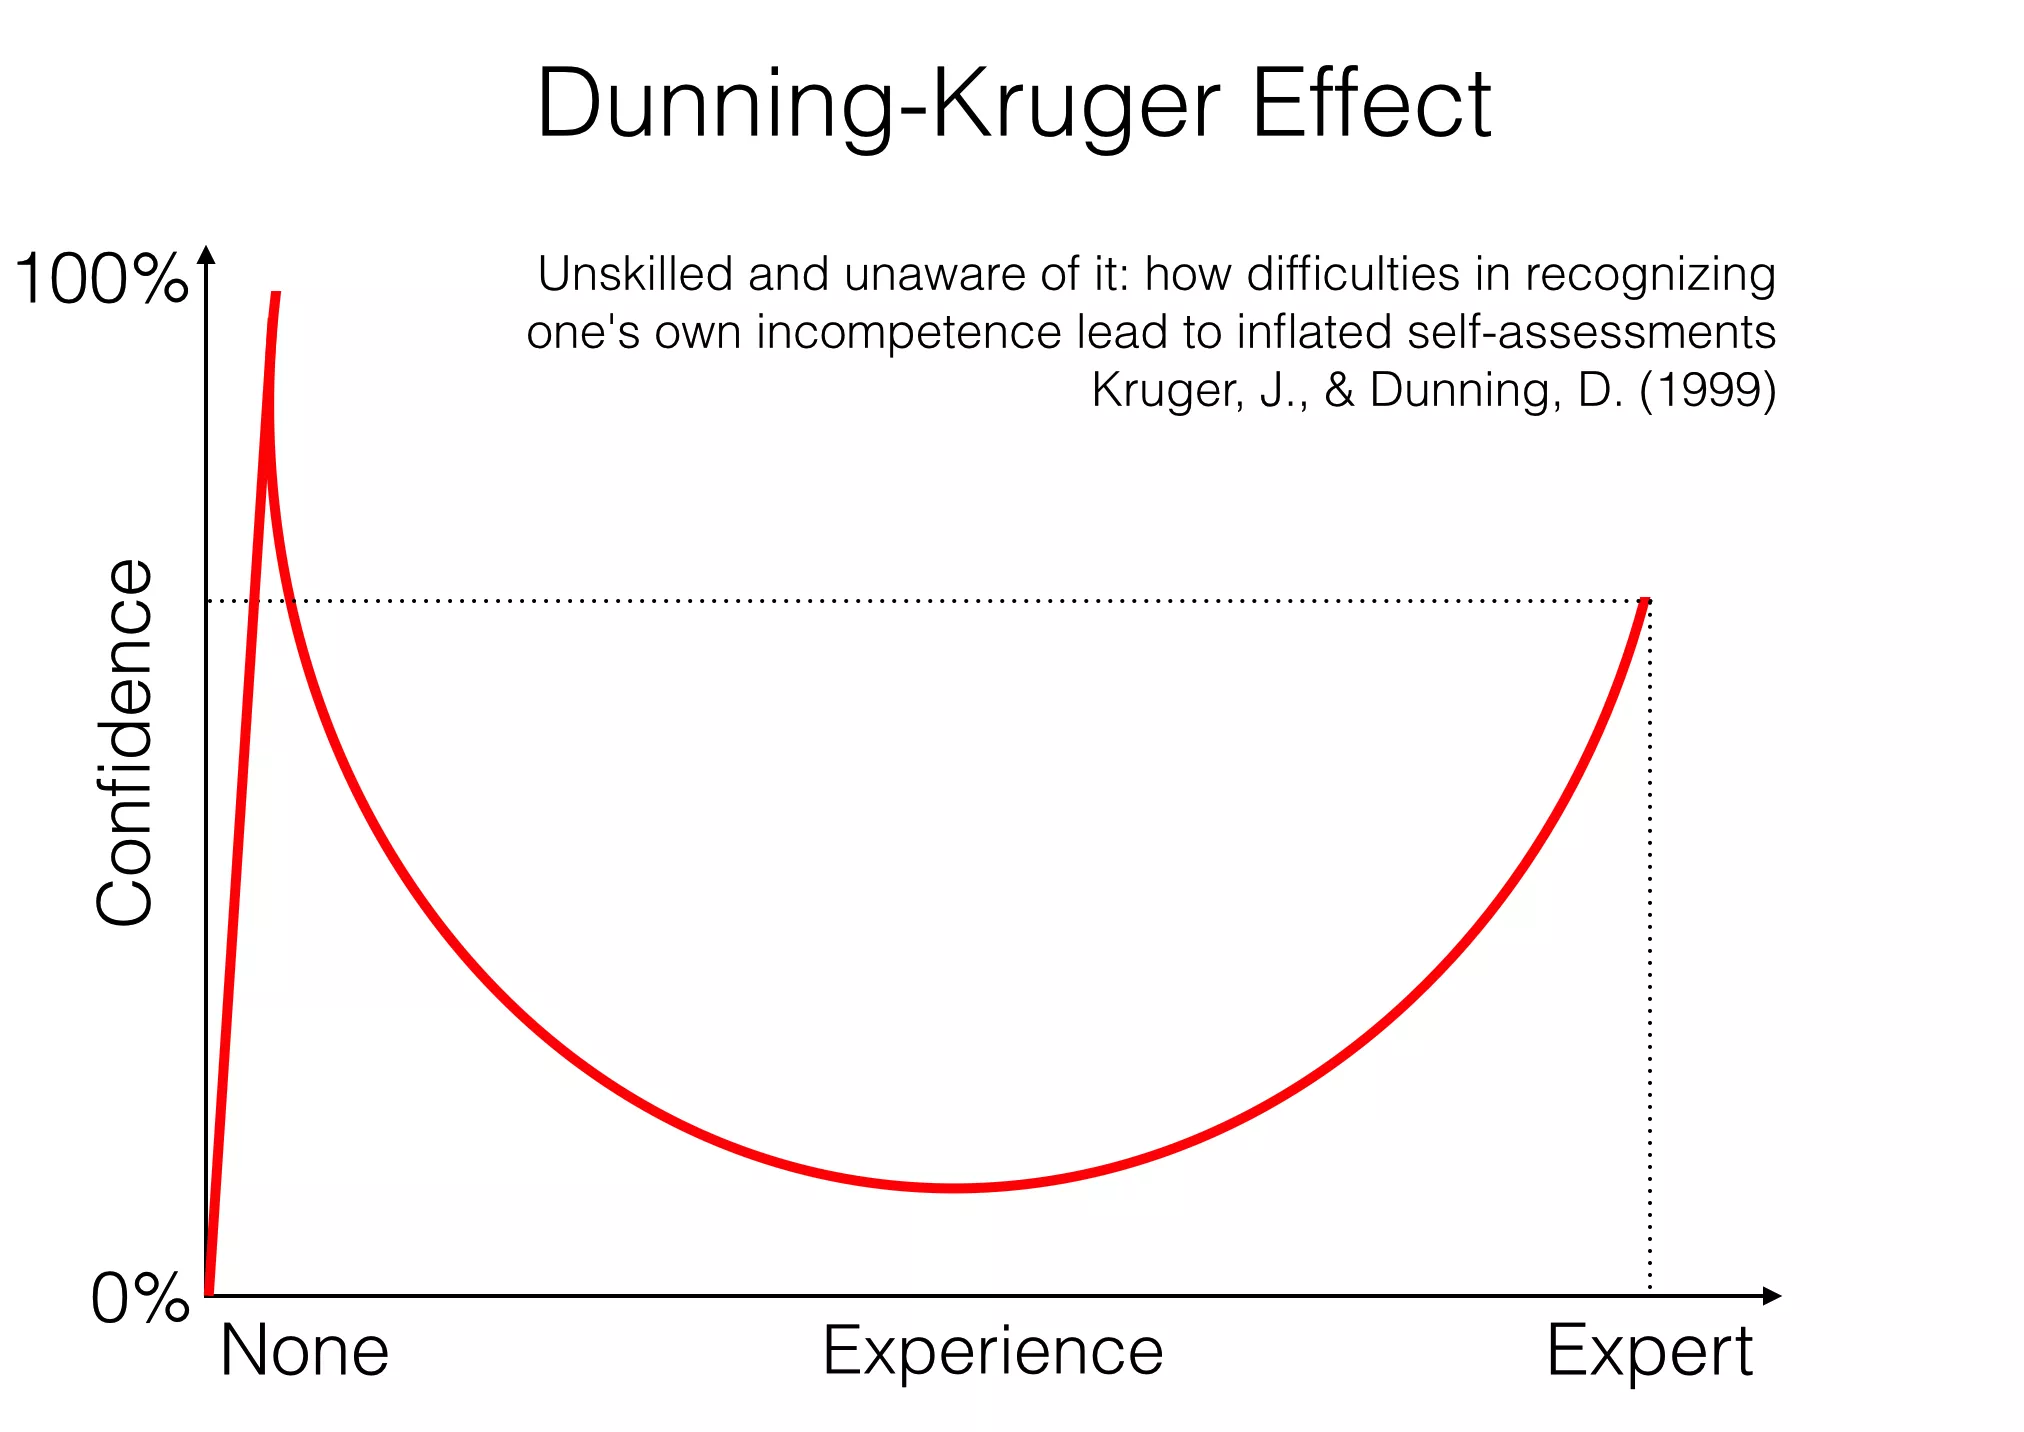 Dunning-Kruger Effect
100%
Unskilled and unaware of it: how difficulties in recognizing
one's own incompetence lead to inflated self-assessments
Kruger, J., & Dunning, D. (1999)
Confidence
0%
None
Experience
Expert